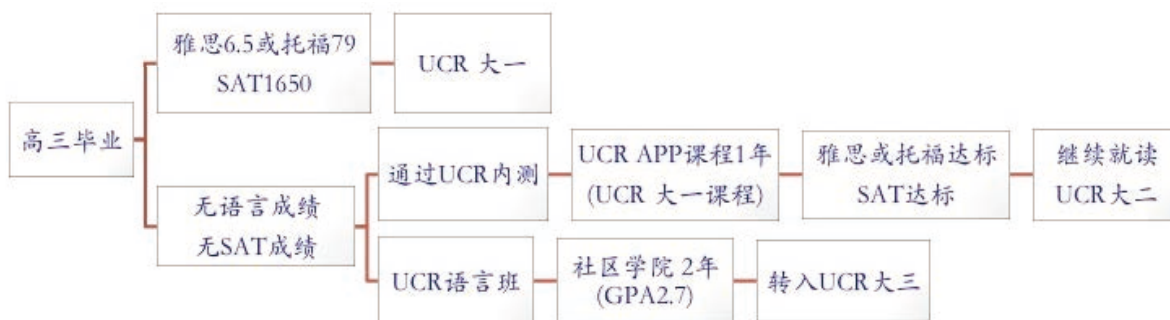 高三毕业
雅思6.5或托福79
SAT1650
UCR 大一
无语言成绩
无SAT成绩
通过UCR内测
UCR APP课程1年
(UCR 大一课程)
雅思或托福达标
SAT达标
继续就读
UCR大二
UCR语言班
社区学院 2年
(GPA2.7)
转入UCR大三